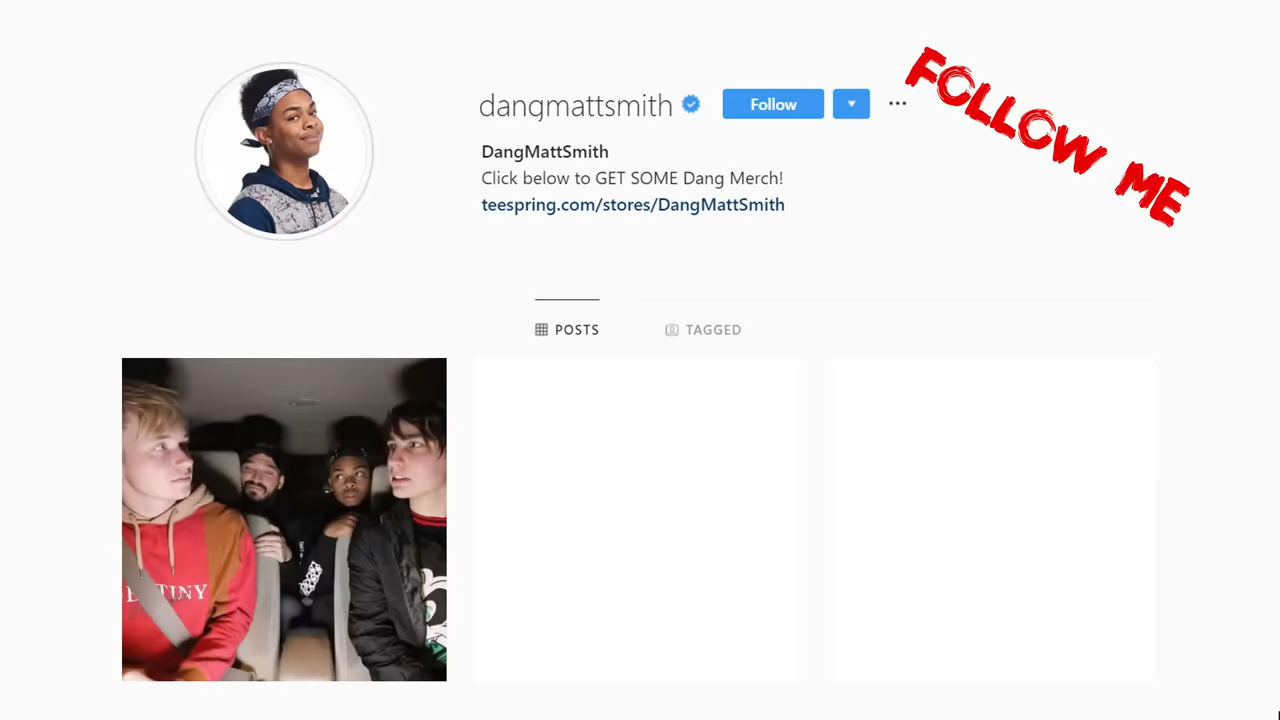 dangmattsmith
Follow
FOLLOW ME
DangMattSmith
Click below to GET SOME Dang Merch!
teespring.com/stores/DangMattSmith
POSTS
TAGGED